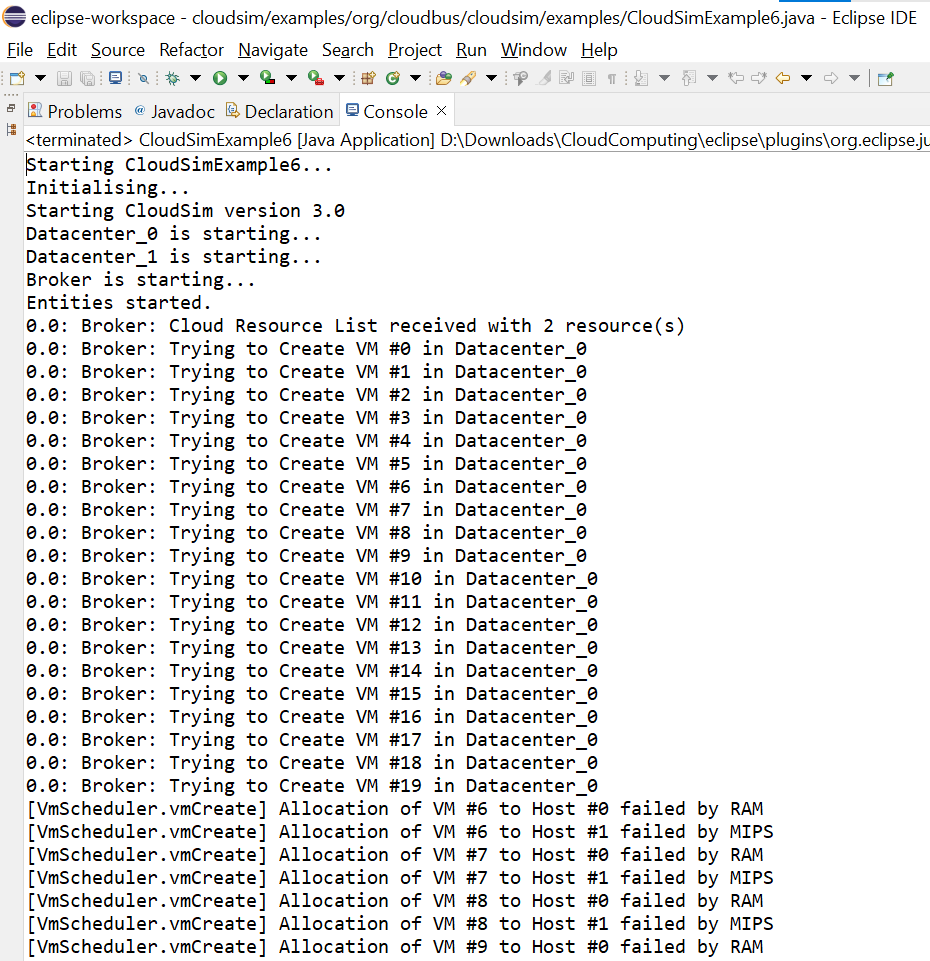 eclipse-workspace - cloudsim/examples/org/cloudbus/cloudsim/examples/CloudSimExample6.java - Eclipse IDE
File Edit Source Refactor Navigate Search Project Run Window Help
Problems @ Javadoc Declaration Console
<terminated> CloudSimExample6 [Java Application] D:\Downloads\CloudComputing\eclipse\plugins\org.eclipse.ju
Starting CloudSimExample6...
Initialising...
Starting CloudSim version 3.0
Datacenter_0 is starting...
Datacenter_1 is starting...
Broker is starting...
Entities started.
0.0: Broker: Cloud Resource List received with 2 resource(s)
0.0: Broker: Trying to Create VM #0 in Datacenter_0
0.0: Broker: Trying to Create VM #1 in Datacenter_0
0.0: Broker: Trying to Create VM #2 in Datacenter_0
0.0: Broker: Trying to Create VM #3 in Datacenter_0
0.0: Broker: Trying to Create VM #4 in Datacenter_0
0.0: Broker: Trying to Create VM #5 in Datacenter_0
0.0: Broker: Trying to Create VM #6 in Datacenter_0
0.0: Broker: Trying to Create VM #7 in Datacenter_0
0.0: Broker: Trying to Create VM #8 in Datacenter_0
0.0: Broker: Trying to Create VM #9 in Datacenter_0
0.0: Broker: Trying to Create VM #10 in Datacenter_0
0.0: Broker: Trying to Create VM #11 in Datacenter_0
0.0: Broker: Trying to Create VM #12 in Datacenter_0
0.0: Broker: Trying to Create VM #13 in Datacenter_0
0.0: Broker: Trying to Create VM #14 in Datacenter_0
0.0: Broker: Trying to Create VM #15 in Datacenter_0
0.0: Broker: Trying to Create VM #16 in Datacenter_0
0.0: Broker: Trying to Create VM #17 in Datacenter_0
0.0: Broker: Trying to Create VM #18 in Datacenter_0
0.0: Broker: Trying to Create VM #19 in Datacenter_0
[VmScheduler.vmCreate] Allocation of VM #6 to Host #0 failed by RAM
[VmScheduler.vmCreate] Allocation of VM #6 to Host #1 failed by MIPS
[VmScheduler.vmCreate] Allocation of VM #7 to Host #0 failed by RAM
[VmScheduler.vmCreate] Allocation of VM #7 to Host #1 failed by MIPS
[VmScheduler.vmCreate] Allocation of VM #8 to Host #0 failed by RAM
[VmScheduler.vmCreate] Allocation of VM #8 to Host #1 failed by MIPS
[VmScheduler.vmCreate] Allocation of VM #9 to Host #0 failed by RAM